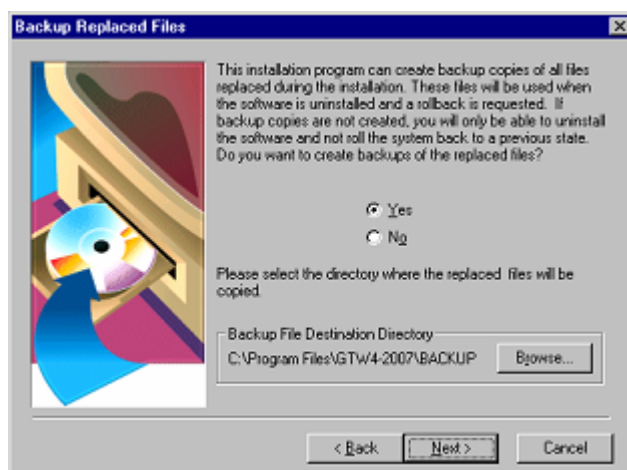 Backup Replaced Files
This installation program can create backup copies of all files
replaced during the installation. These files will be used when
the software is uninstalled and a rollback is requested. If
backup copies are not created, you will only be able to uninstall
the software and not roll the system back to a previous state.
Do you want to create backups of the replaced files?
Yes
No
Please select the directory where the replaced files will be
copied.
Backup File Destination Directory
C:\Program Files\GTW4-2007\BACKUP
Browse...
< Back
Next >
Cancel